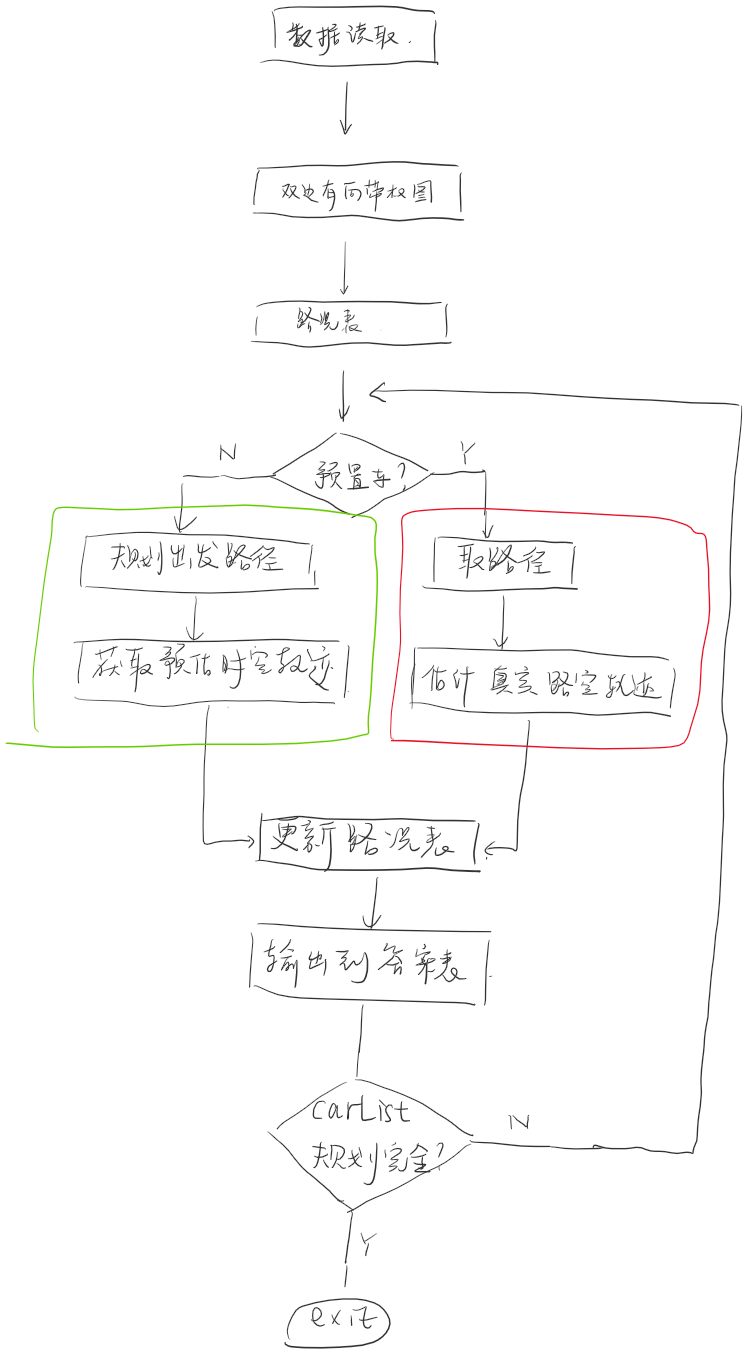 数据读取.
双边有向带权图
路况表
预置车?
N
Y
规划出发路径
取路径
获取预估时空轨迹
估计真实路空轨迹
更新路况表
输出到答案表
carList
规划完全?
N
Y
exit